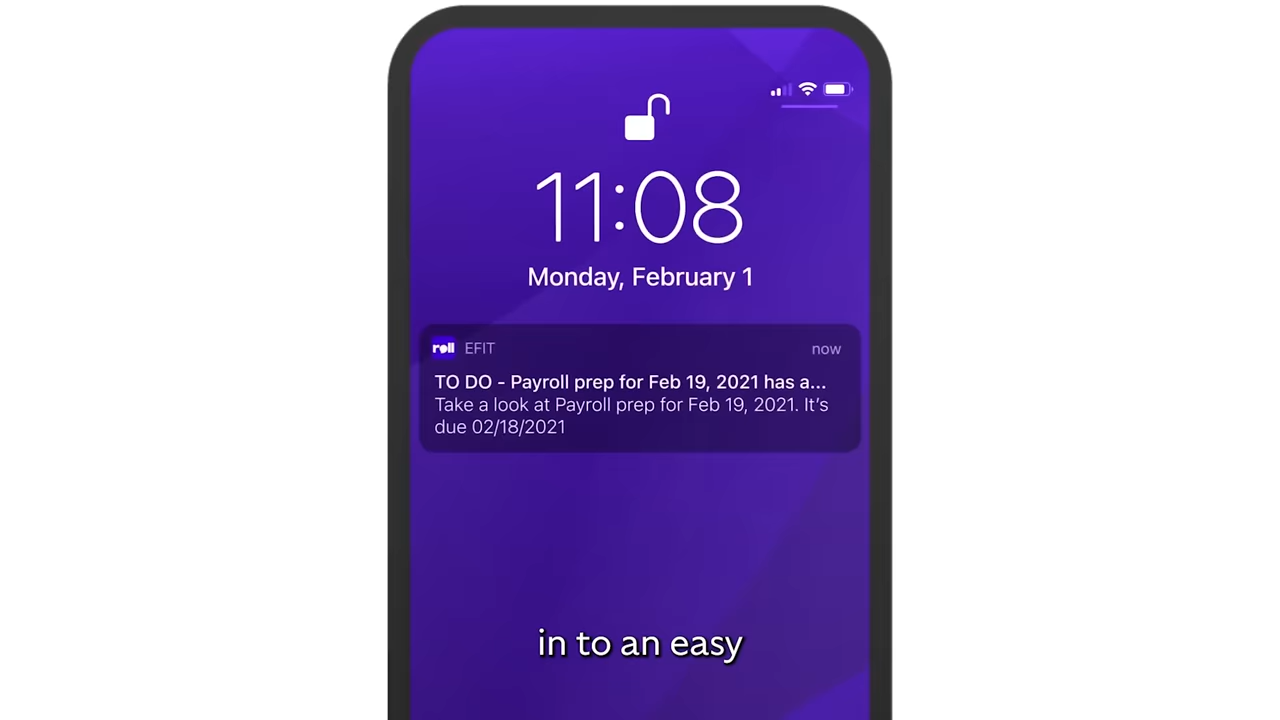 11:08
Monday, February 1
roll EFIT now
TO DO - Payroll prep for Feb 19, 2021 has a...
Take a look at Payroll prep for Feb 19, 2021. It's
due 02/18/2021
in to an easy